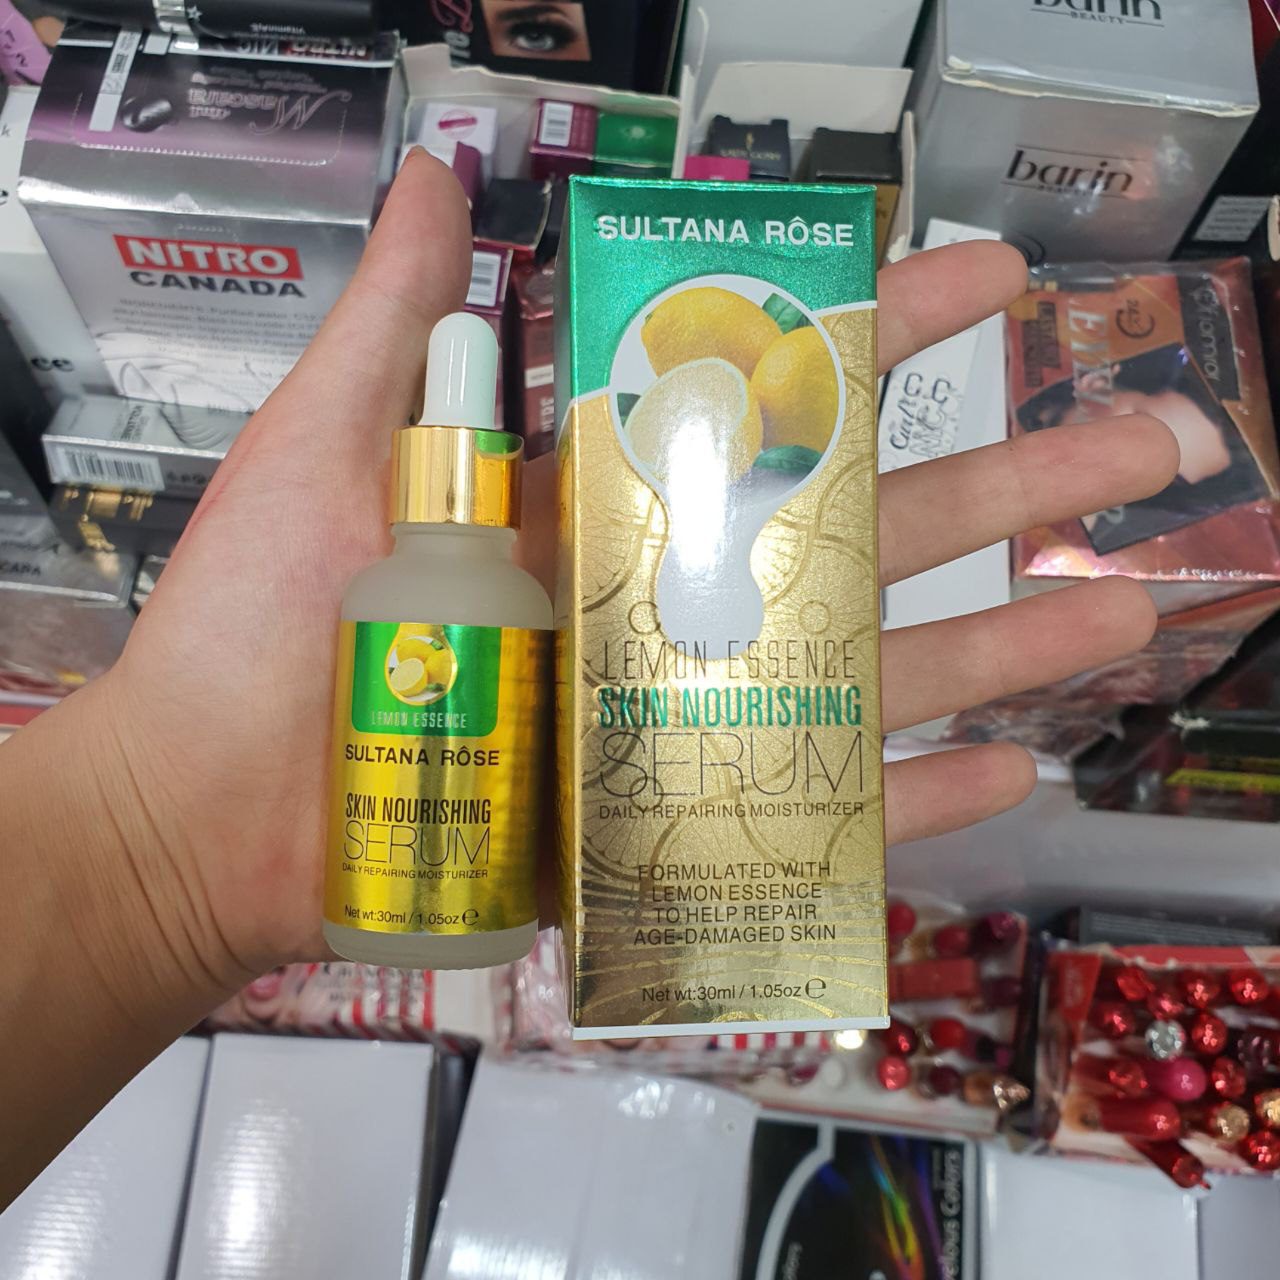 barin
BEAUTY
barin
NITRO
CANADA
SULTANA RÔSE
LEMON ESSENCE
SKIN NOURISHING
SERUM
DAILY REPAIRING MOISTURIZER
FORMULATED WITH
LEMON ESSENCE
TO HELP REPAIR
AGE-DAMAGED SKIN
Net wt:30ml / 1.05oz ℮
LEMON ESSENCE
SULTANA RÔSE
SKIN NOURISHING
SERUM
DAILY REPAIRING MOISTURIZER
Net wt:30ml / 1.05oz ℮